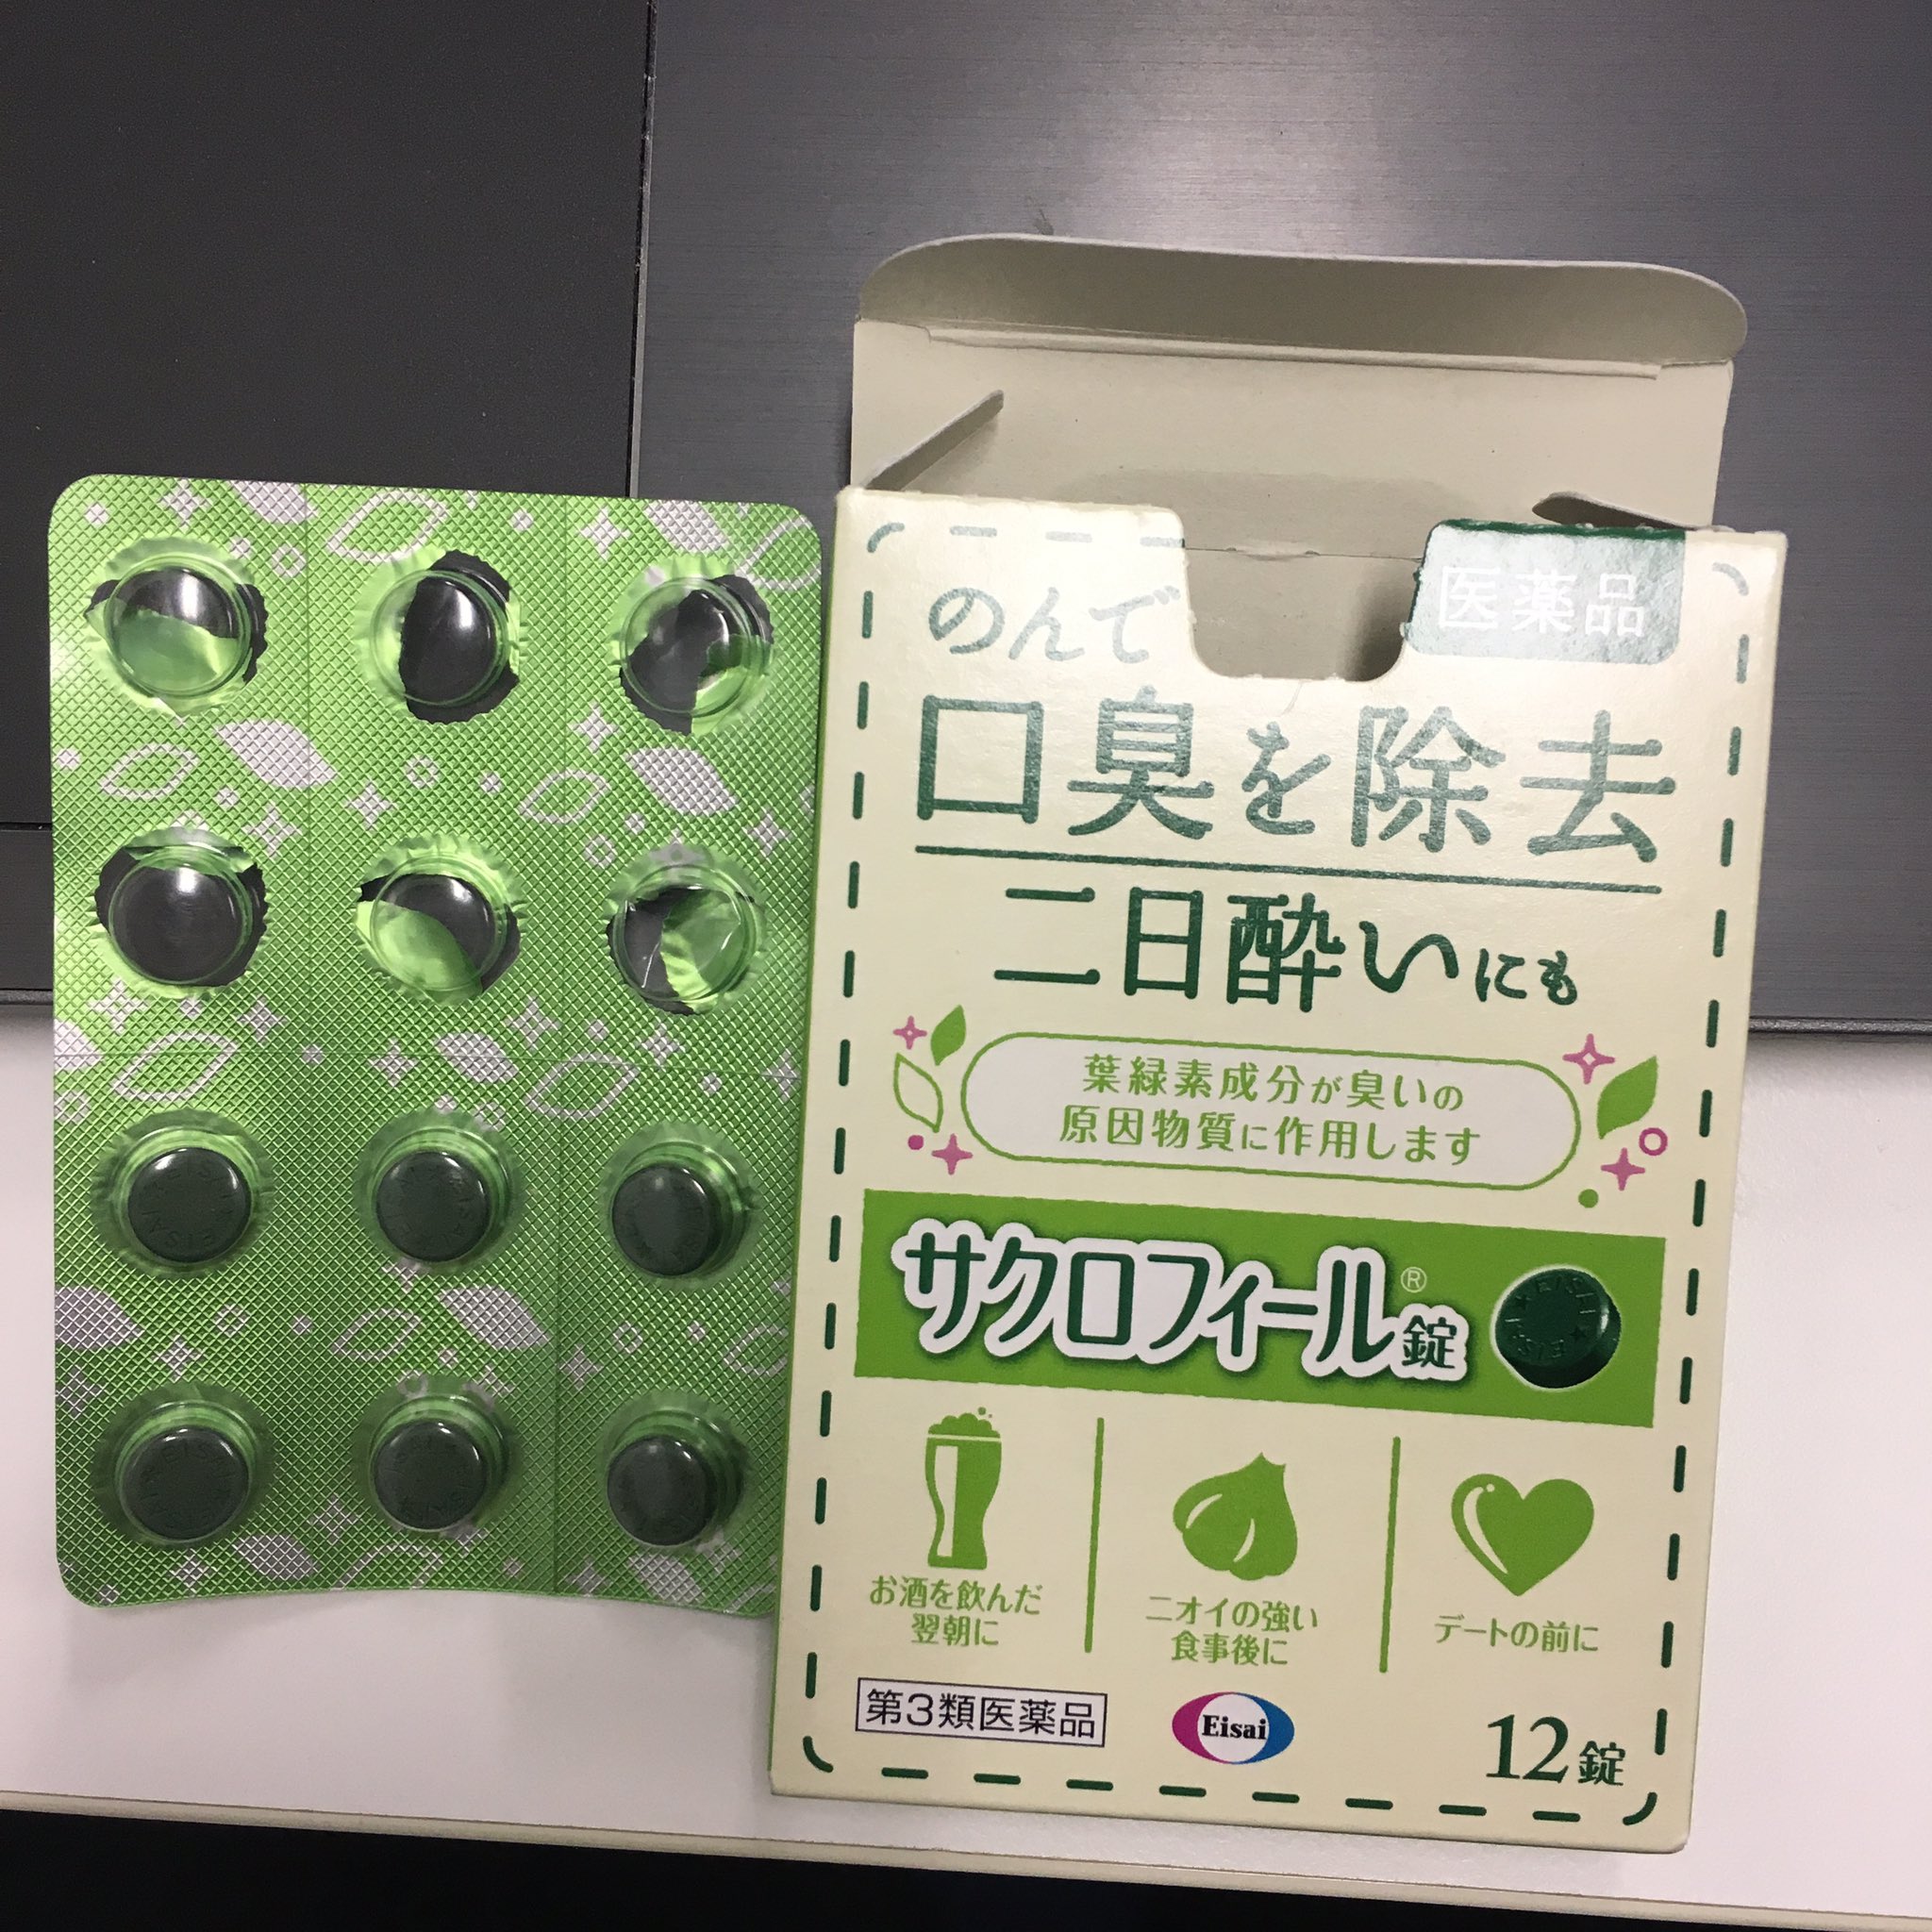 医薬品
のんで
口臭を除去
二日酔いにも
葉緑素成分が臭いの
原因物質に作用します
サクロフィール®錠
EISAI EISAI
お酒を飲んだ
翌朝に
ニオイの強い
食事後に
デートの前に
第3類医薬品
Eisai
12錠